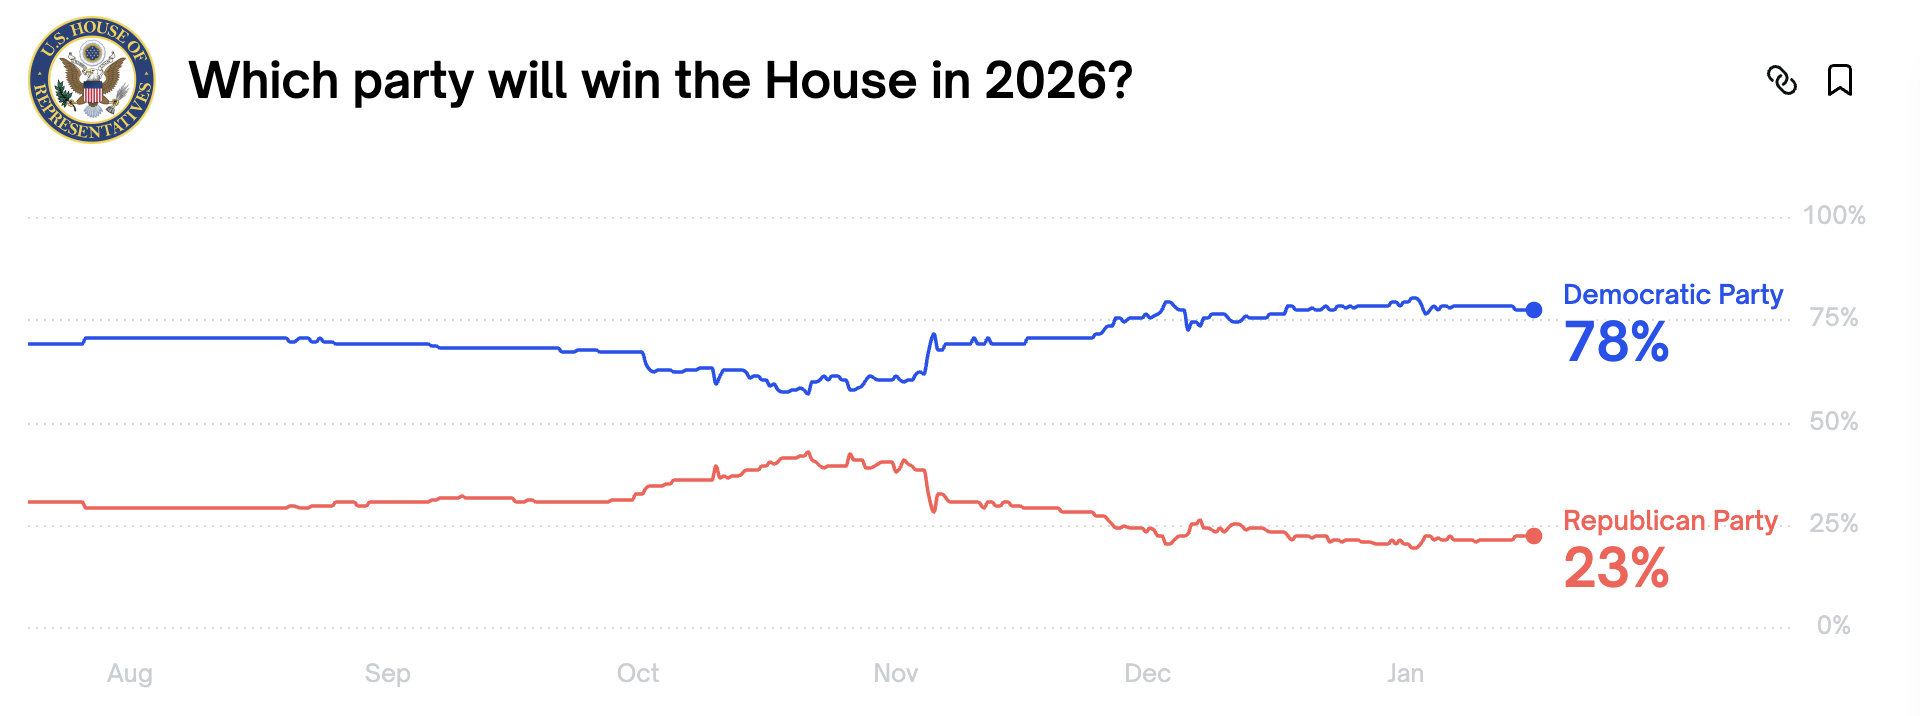 U.S. HOUSE OF
REPRESENTATIVES
Which party will win the House in 2026?
100%
Democratic Party
75%
78%
50%
Republican Party
25%
23%
0%
Aug Sep Oct Nov Dec Jan